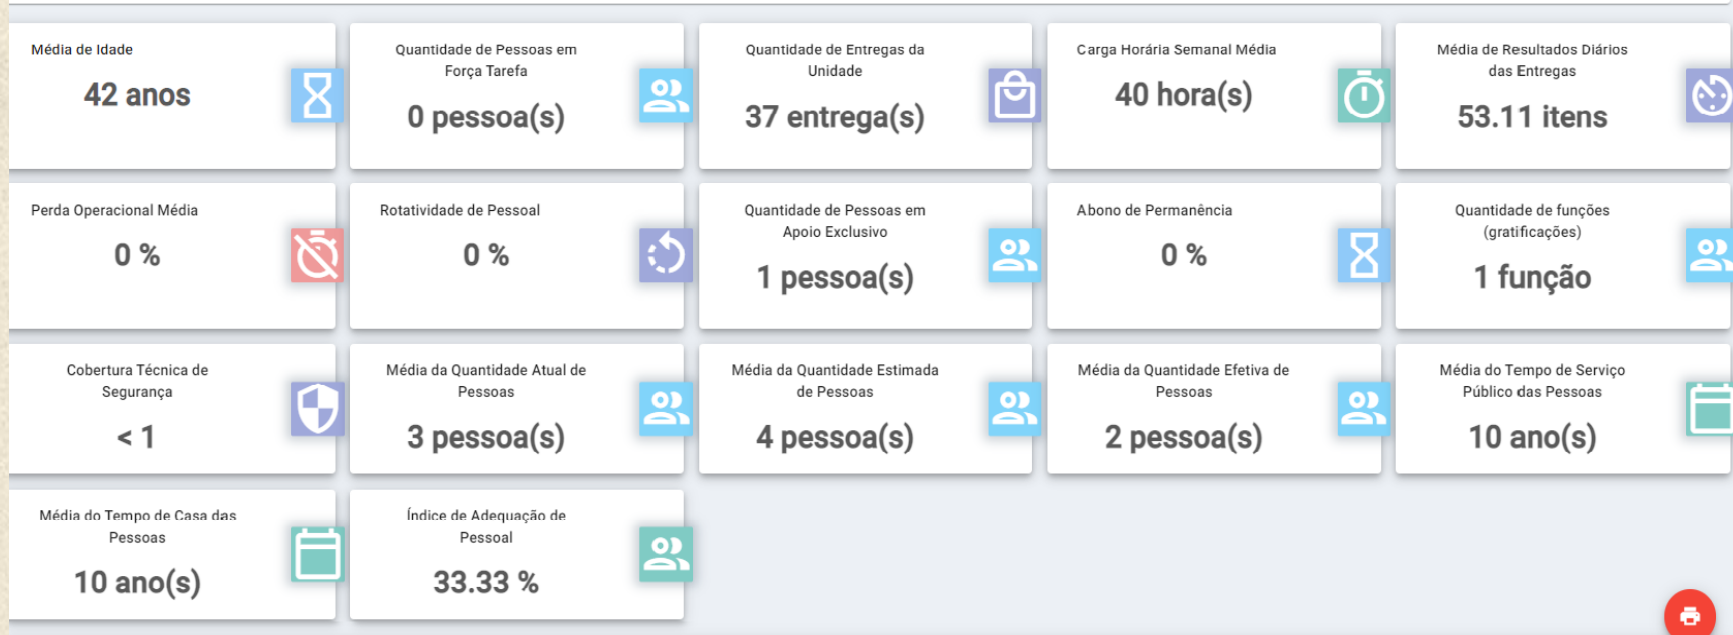 Média de Idade
42 anos
Quantidade de Pessoas em
Força Tarefa
0 pessoa(s)
Quantidade de Entregas da
Unidade
37 entrega(s)
Carga Horária Semanal Média
40 hora(s)
Média de Resultados Diários
das Entregas
53.11 itens
Perda Operacional Média
0 %
Rotatividade de Pessoal
0 %
Quantidade de Pessoas em
Apoio Exclusivo
1 pessoa(s)
Abono de Permanência
0 %
Quantidade de funções
(gratificações)
1 função
Cobertura Técnica de
Segurança
< 1
Média da Quantidade Atual de
Pessoas
3 pessoa(s)
Média da Quantidade Estimada
de Pessoas
4 pessoa(s)
Média da Quantidade Efetiva de
Pessoas
2 pessoa(s)
Média do Tempo de Serviço
Público das Pessoas
10 ano(s)
Média do Tempo de Casa das
Pessoas
10 ano(s)
Índice de Adequação de
Pessoal
33.33 %